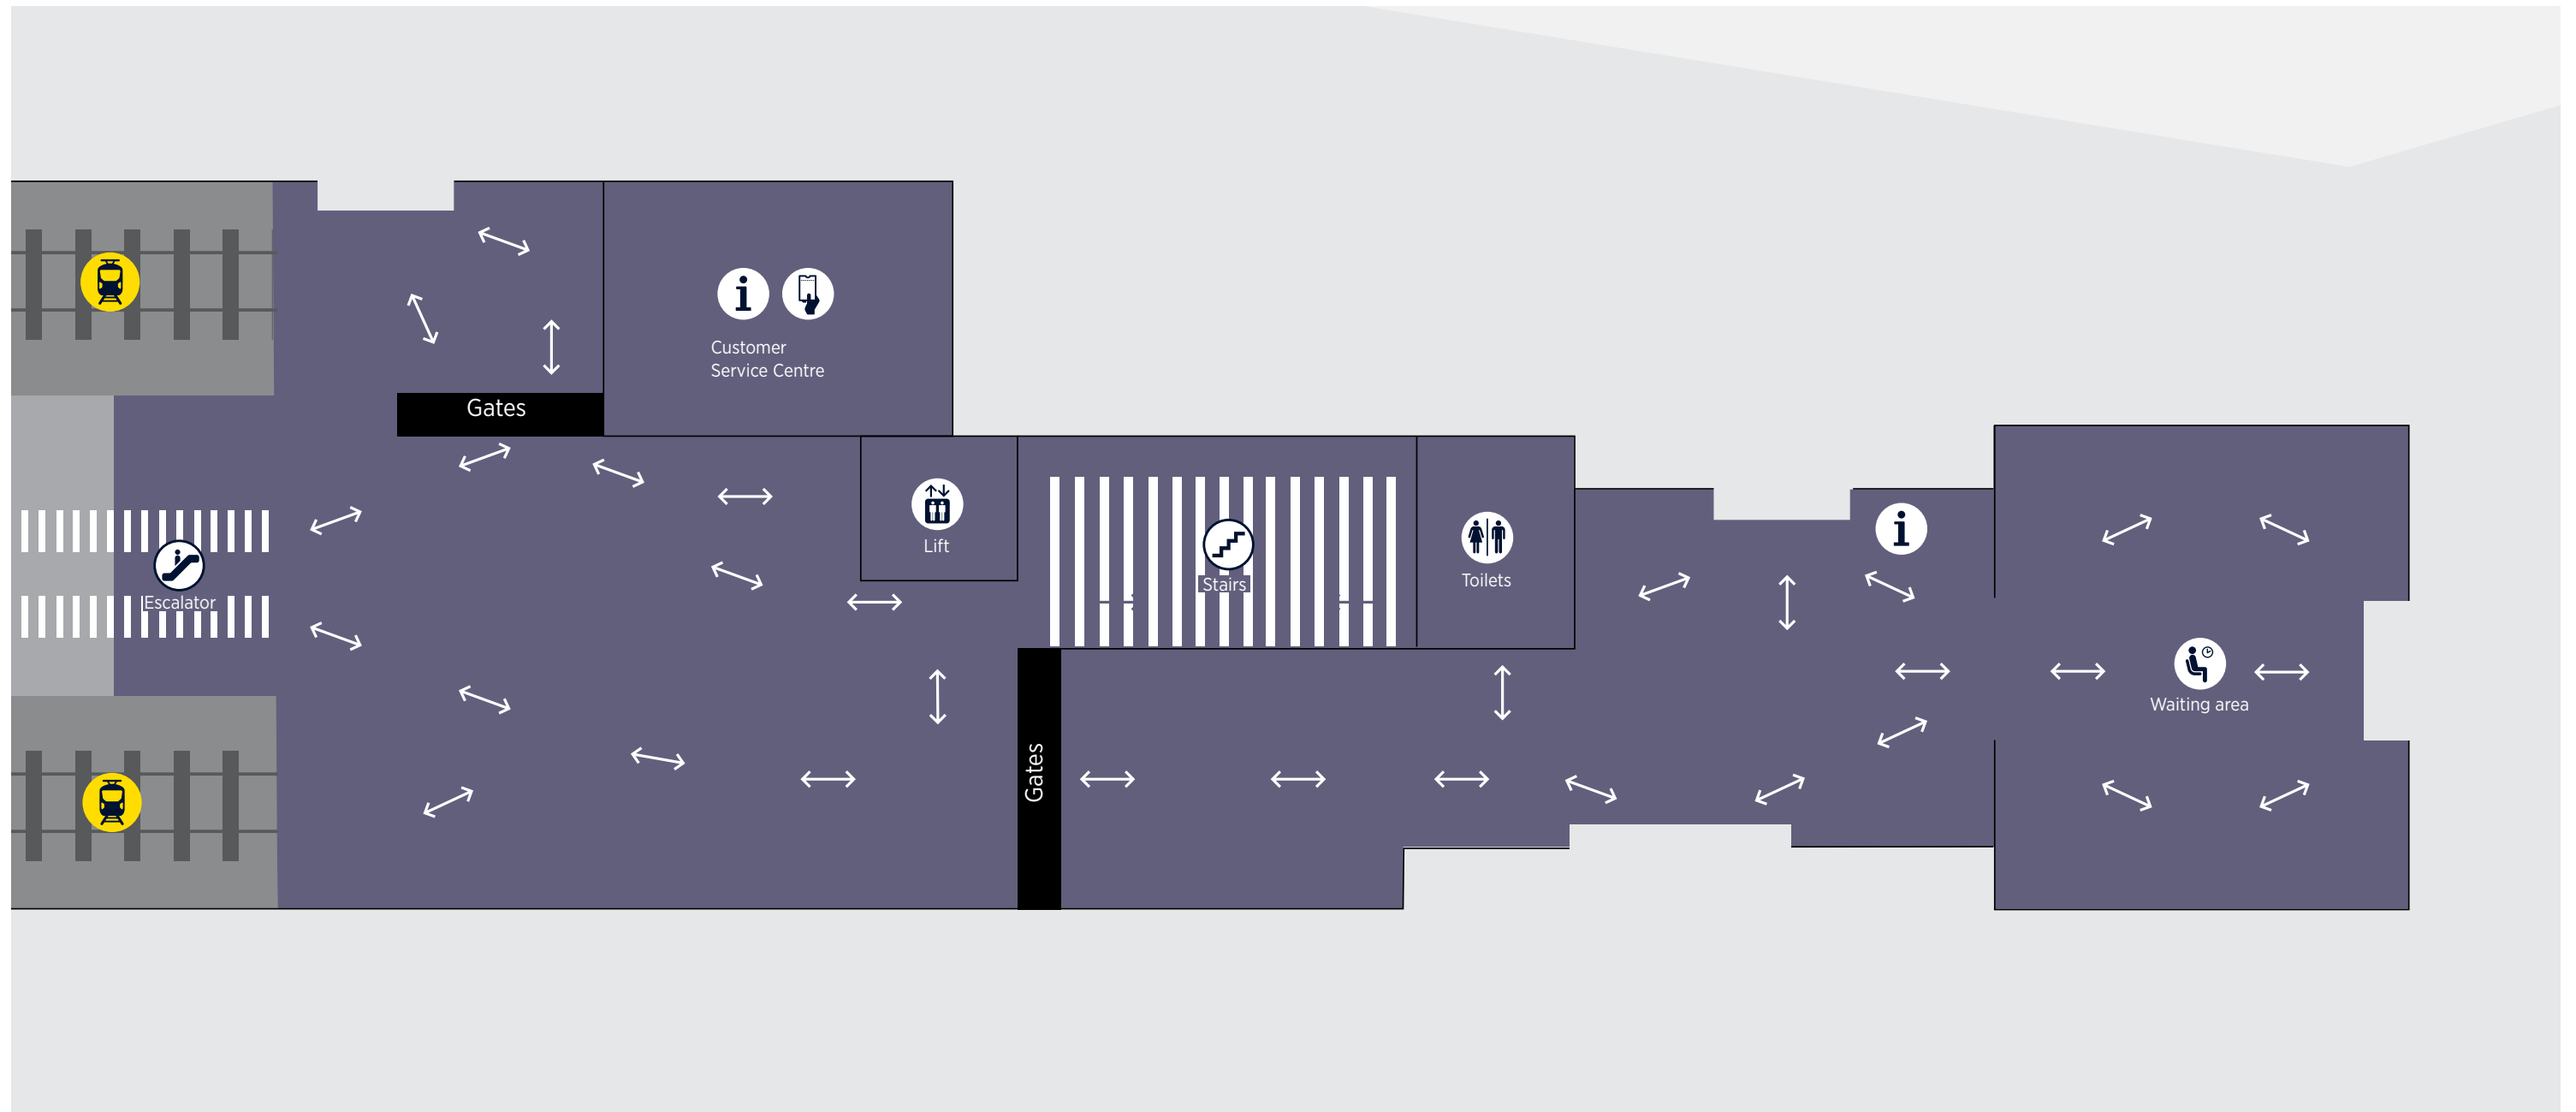 Customer
Service Centre
Gates
Lift
Stairs
Toilets
Escalator
Waiting area
Gates